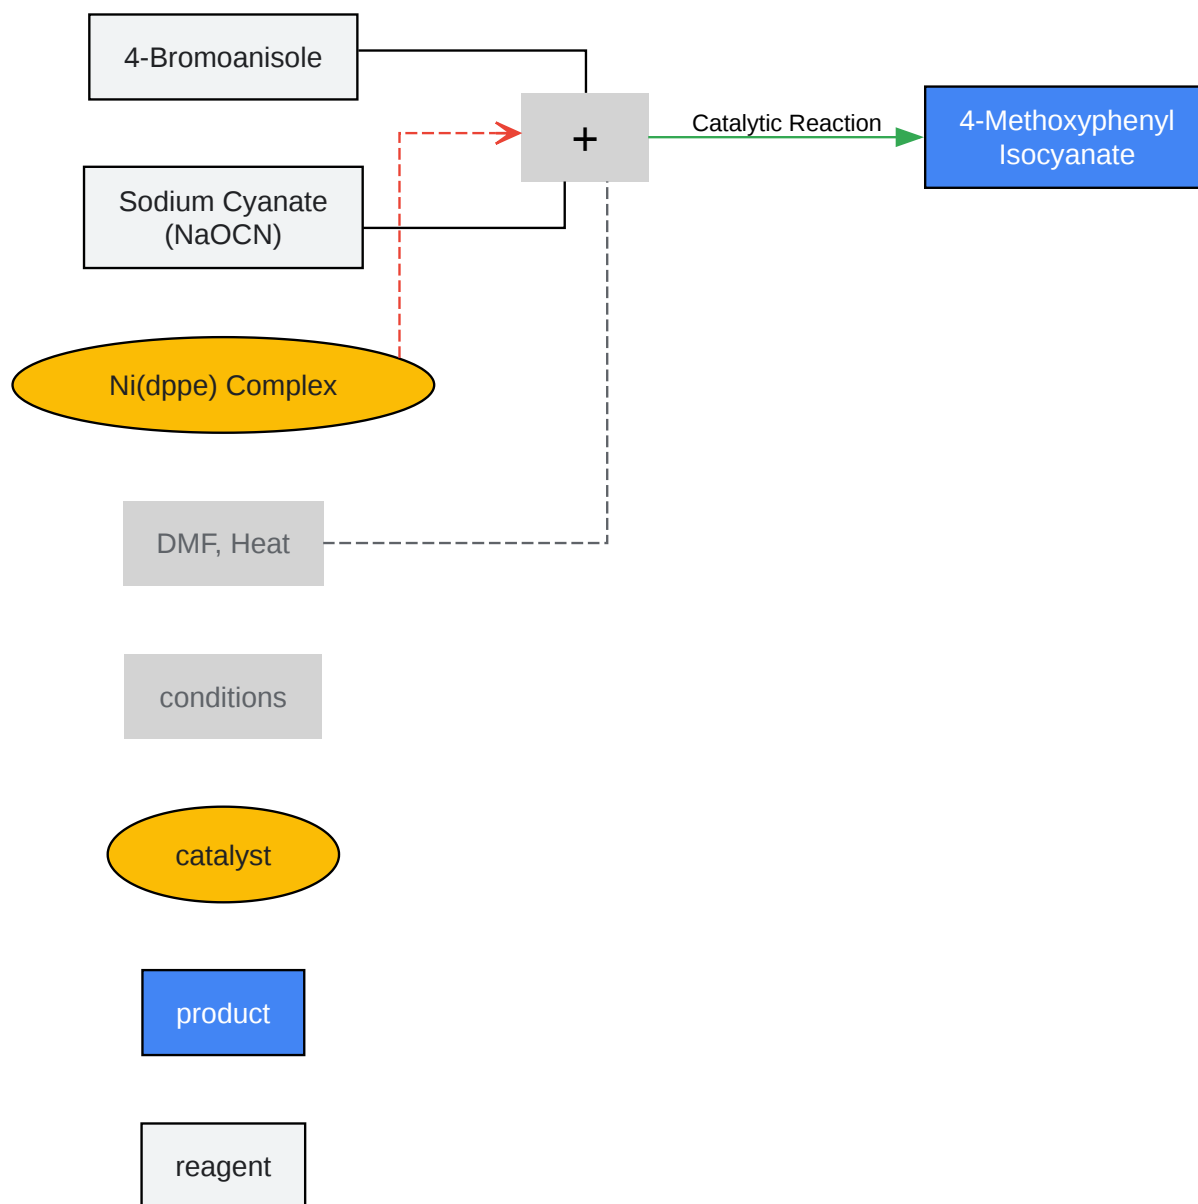 4-Bromoanisole
+
Catalytic Reaction
4-Methoxyphenyl
Isocyanate
Sodium Cyanate
(NaOCN)
Ni(dppe) Complex
DMF, Heat
conditions
catalyst
product
reagent